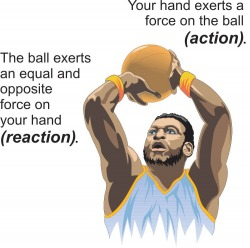 Your hand exerts a
force on the ball
(action).
The ball exerts
an equal and
opposite
force on
your hand
(reaction).